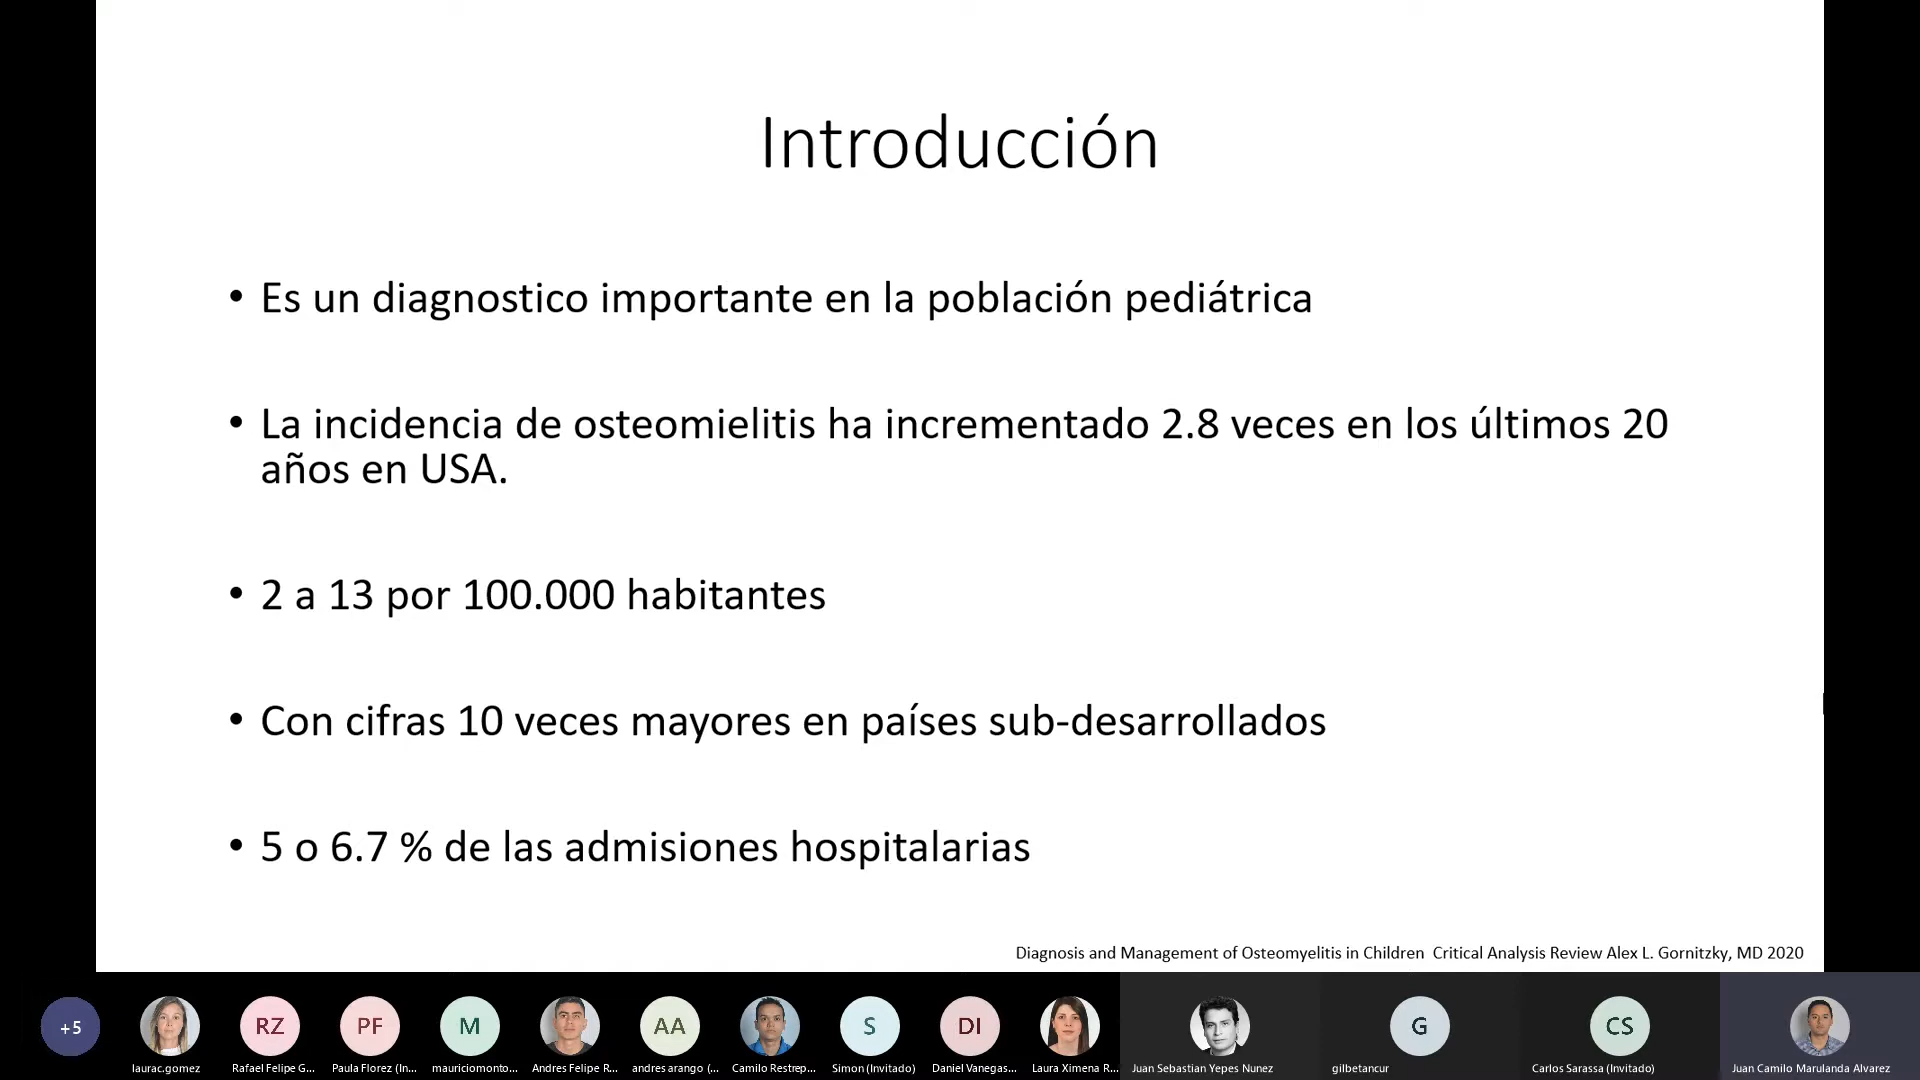 Introducción
• Es un diagnostico importante en la población pediátrica
• La incidencia de osteomielitis ha incrementado 2.8 veces en los últimos 20
años en USA.
• 2 a 13 por 100.000 habitantes
• Con cifras 10 veces mayores en países sub-desarrollados
• 5 o 6.7 % de las admisiones hospitalarias
Diagnosis and Management of Osteomyelitis in Children Critical Analysis Review Alex L. Gornitzky, MD 2020
+5
RZ
PF
M
AA
S
DI
G
CS
laurac.gomez
Rafael Felipe G...
Paula Florez (In...
mauriciomonto...
Andres Felipe R...
andres arango (...
Camilo Restrep...
Simon (Invitado)
Daniel Vanegas...
Laura Ximena R...
Juan Sebastian Yepes Nunez
gilbetancur
Carlos Sarassa (Invitado)
Juan Camilo Marulanda Alvarez